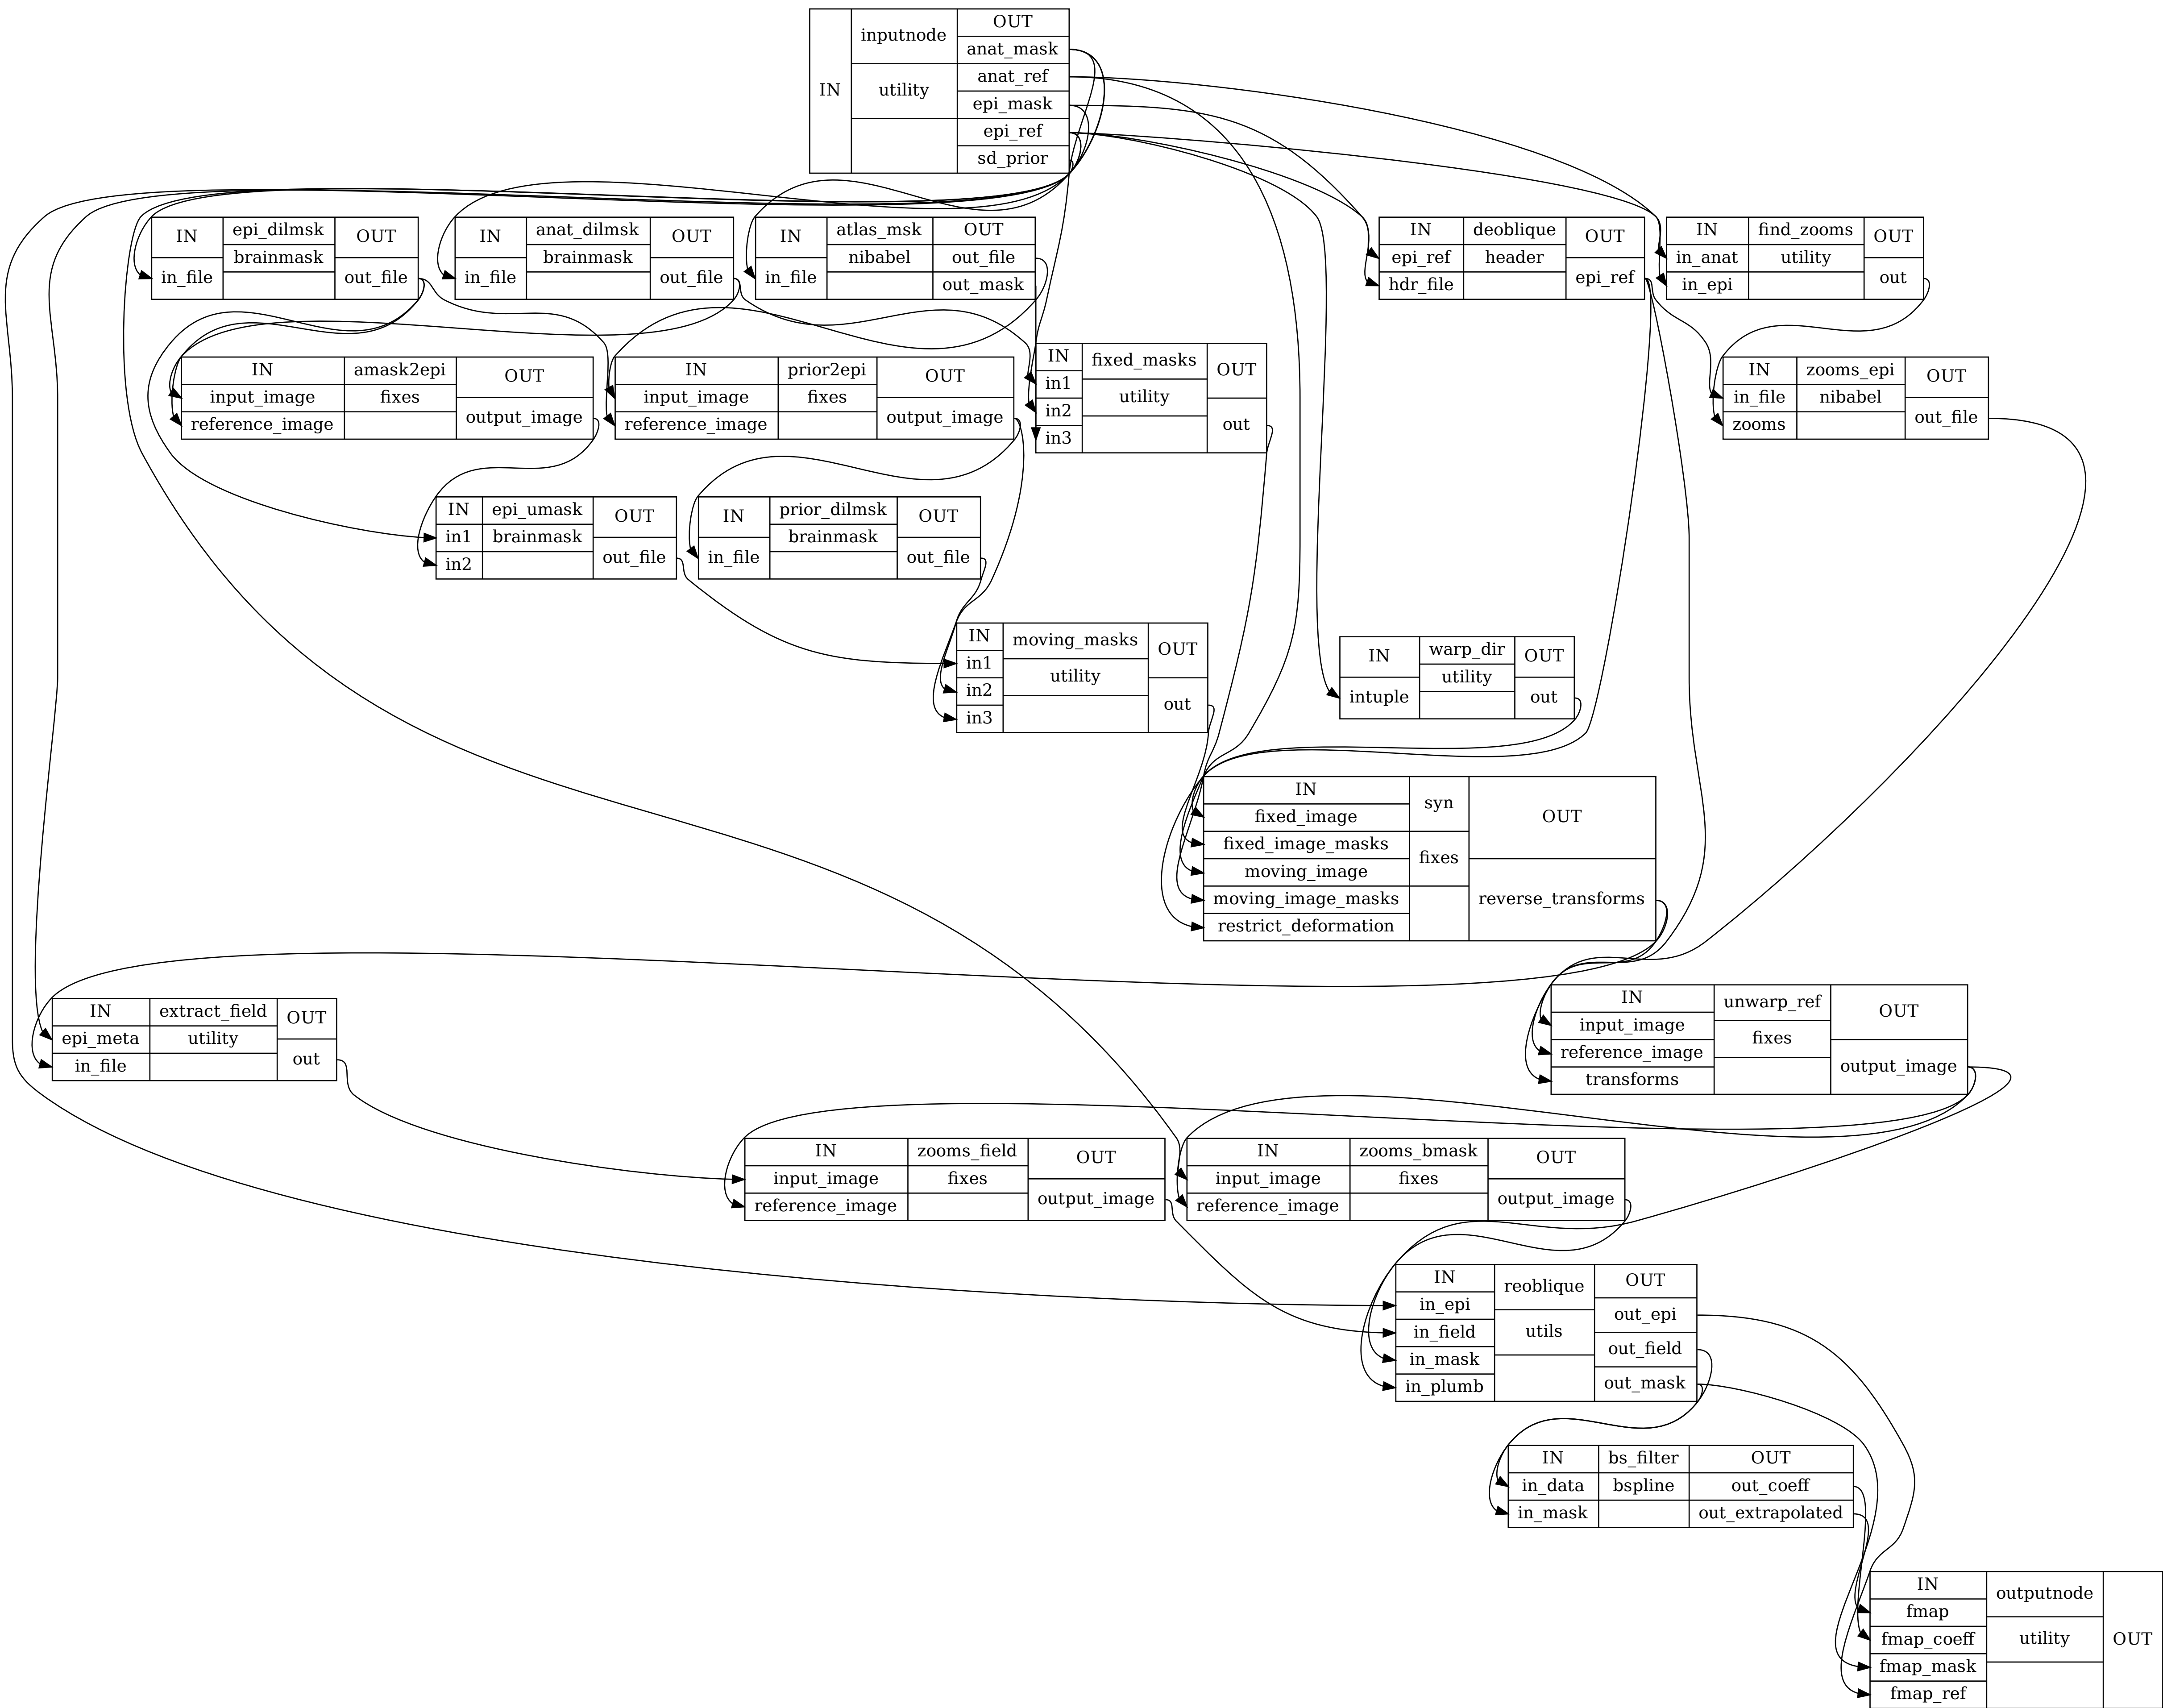 IN
inputnode
utility
OUT
anat_mask
anat_ref
epi_mask
epi_ref
sd_prior
IN
in_file
epi_dilmsk
brainmask
OUT
out_file
IN
in_file
anat_dilmsk
brainmask
OUT
out_file
IN
in_file
atlas_msk
nibabel
OUT
out_file
out_mask
IN
epi_ref
hdr_file
deoblique
header
OUT
epi_ref
IN
in_anat
in_epi
find_zooms
utility
OUT
out
IN
input_image
reference_image
amask2epi
fixes
OUT
output_image
IN
input_image
reference_image
prior2epi
fixes
OUT
output_image
IN
in1
in2
in3
fixed_masks
utility
OUT
out
IN
in_file
zooms
zooms_epi
nibabel
OUT
out_file
IN
in1
in2
epi_umask
brainmask
OUT
out_file
IN
in_file
prior_dilmsk
brainmask
OUT
out_file
IN
in1
in2
in3
moving_masks
utility
OUT
out
IN
intuple
warp_dir
utility
OUT
out
IN
fixed_image
fixed_image_masks
moving_image
moving_image_masks
restrict_deformation
syn
fixes
OUT
reverse_transforms
IN
epi_meta
in_file
extract_field
utility
OUT
out
IN
input_image
reference_image
transforms
unwarp_ref
fixes
OUT
output_image
IN
input_image
reference_image
zooms_field
fixes
OUT
output_image
IN
input_image
reference_image
zooms_bmask
fixes
OUT
output_image
IN
in_epi
in_field
in_mask
in_plumb
reoblique
utils
OUT
out_epi
out_field
out_mask
IN
in_data
in_mask
bs_filter
bspline
OUT
out_coeff
out_extrapolated
IN
fmap
fmap_coeff
fmap_mask
fmap_ref
outputnode
utility
OUT